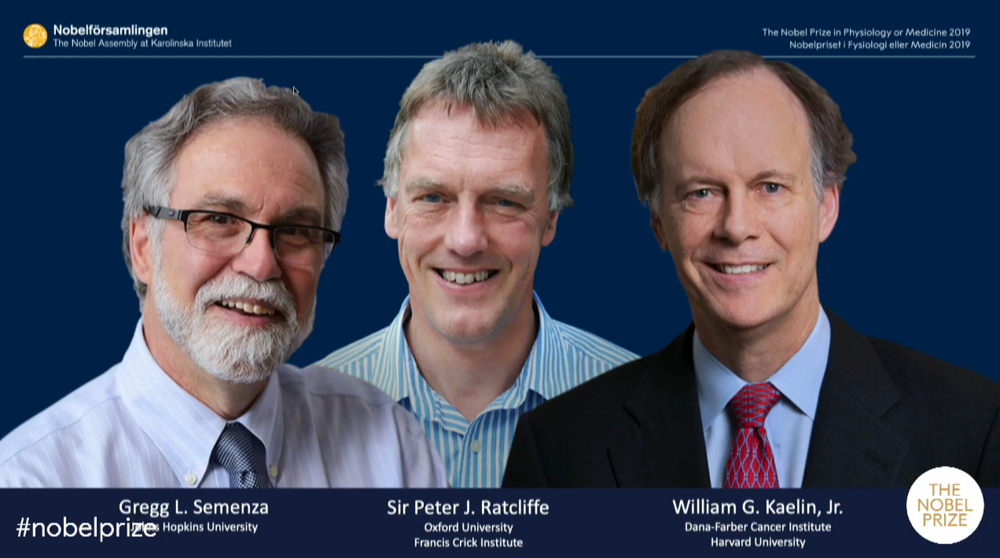 Nobelförsamlingen
The Nobel Assembly at Karolinska Institutet
The Nobel Prize in Physiology or Medicine 2019
Nobelpriset i Fysiologi eller Medicin 2019
Gregg L. Semenza
Johns Hopkins University
Sir Peter J. Ratcliffe
Oxford University
Francis Crick Institute
William G. Kaelin, Jr.
Dana-Farber Cancer Institute
Harvard University
#nobelprize
THE
NOBEL
PRIZE